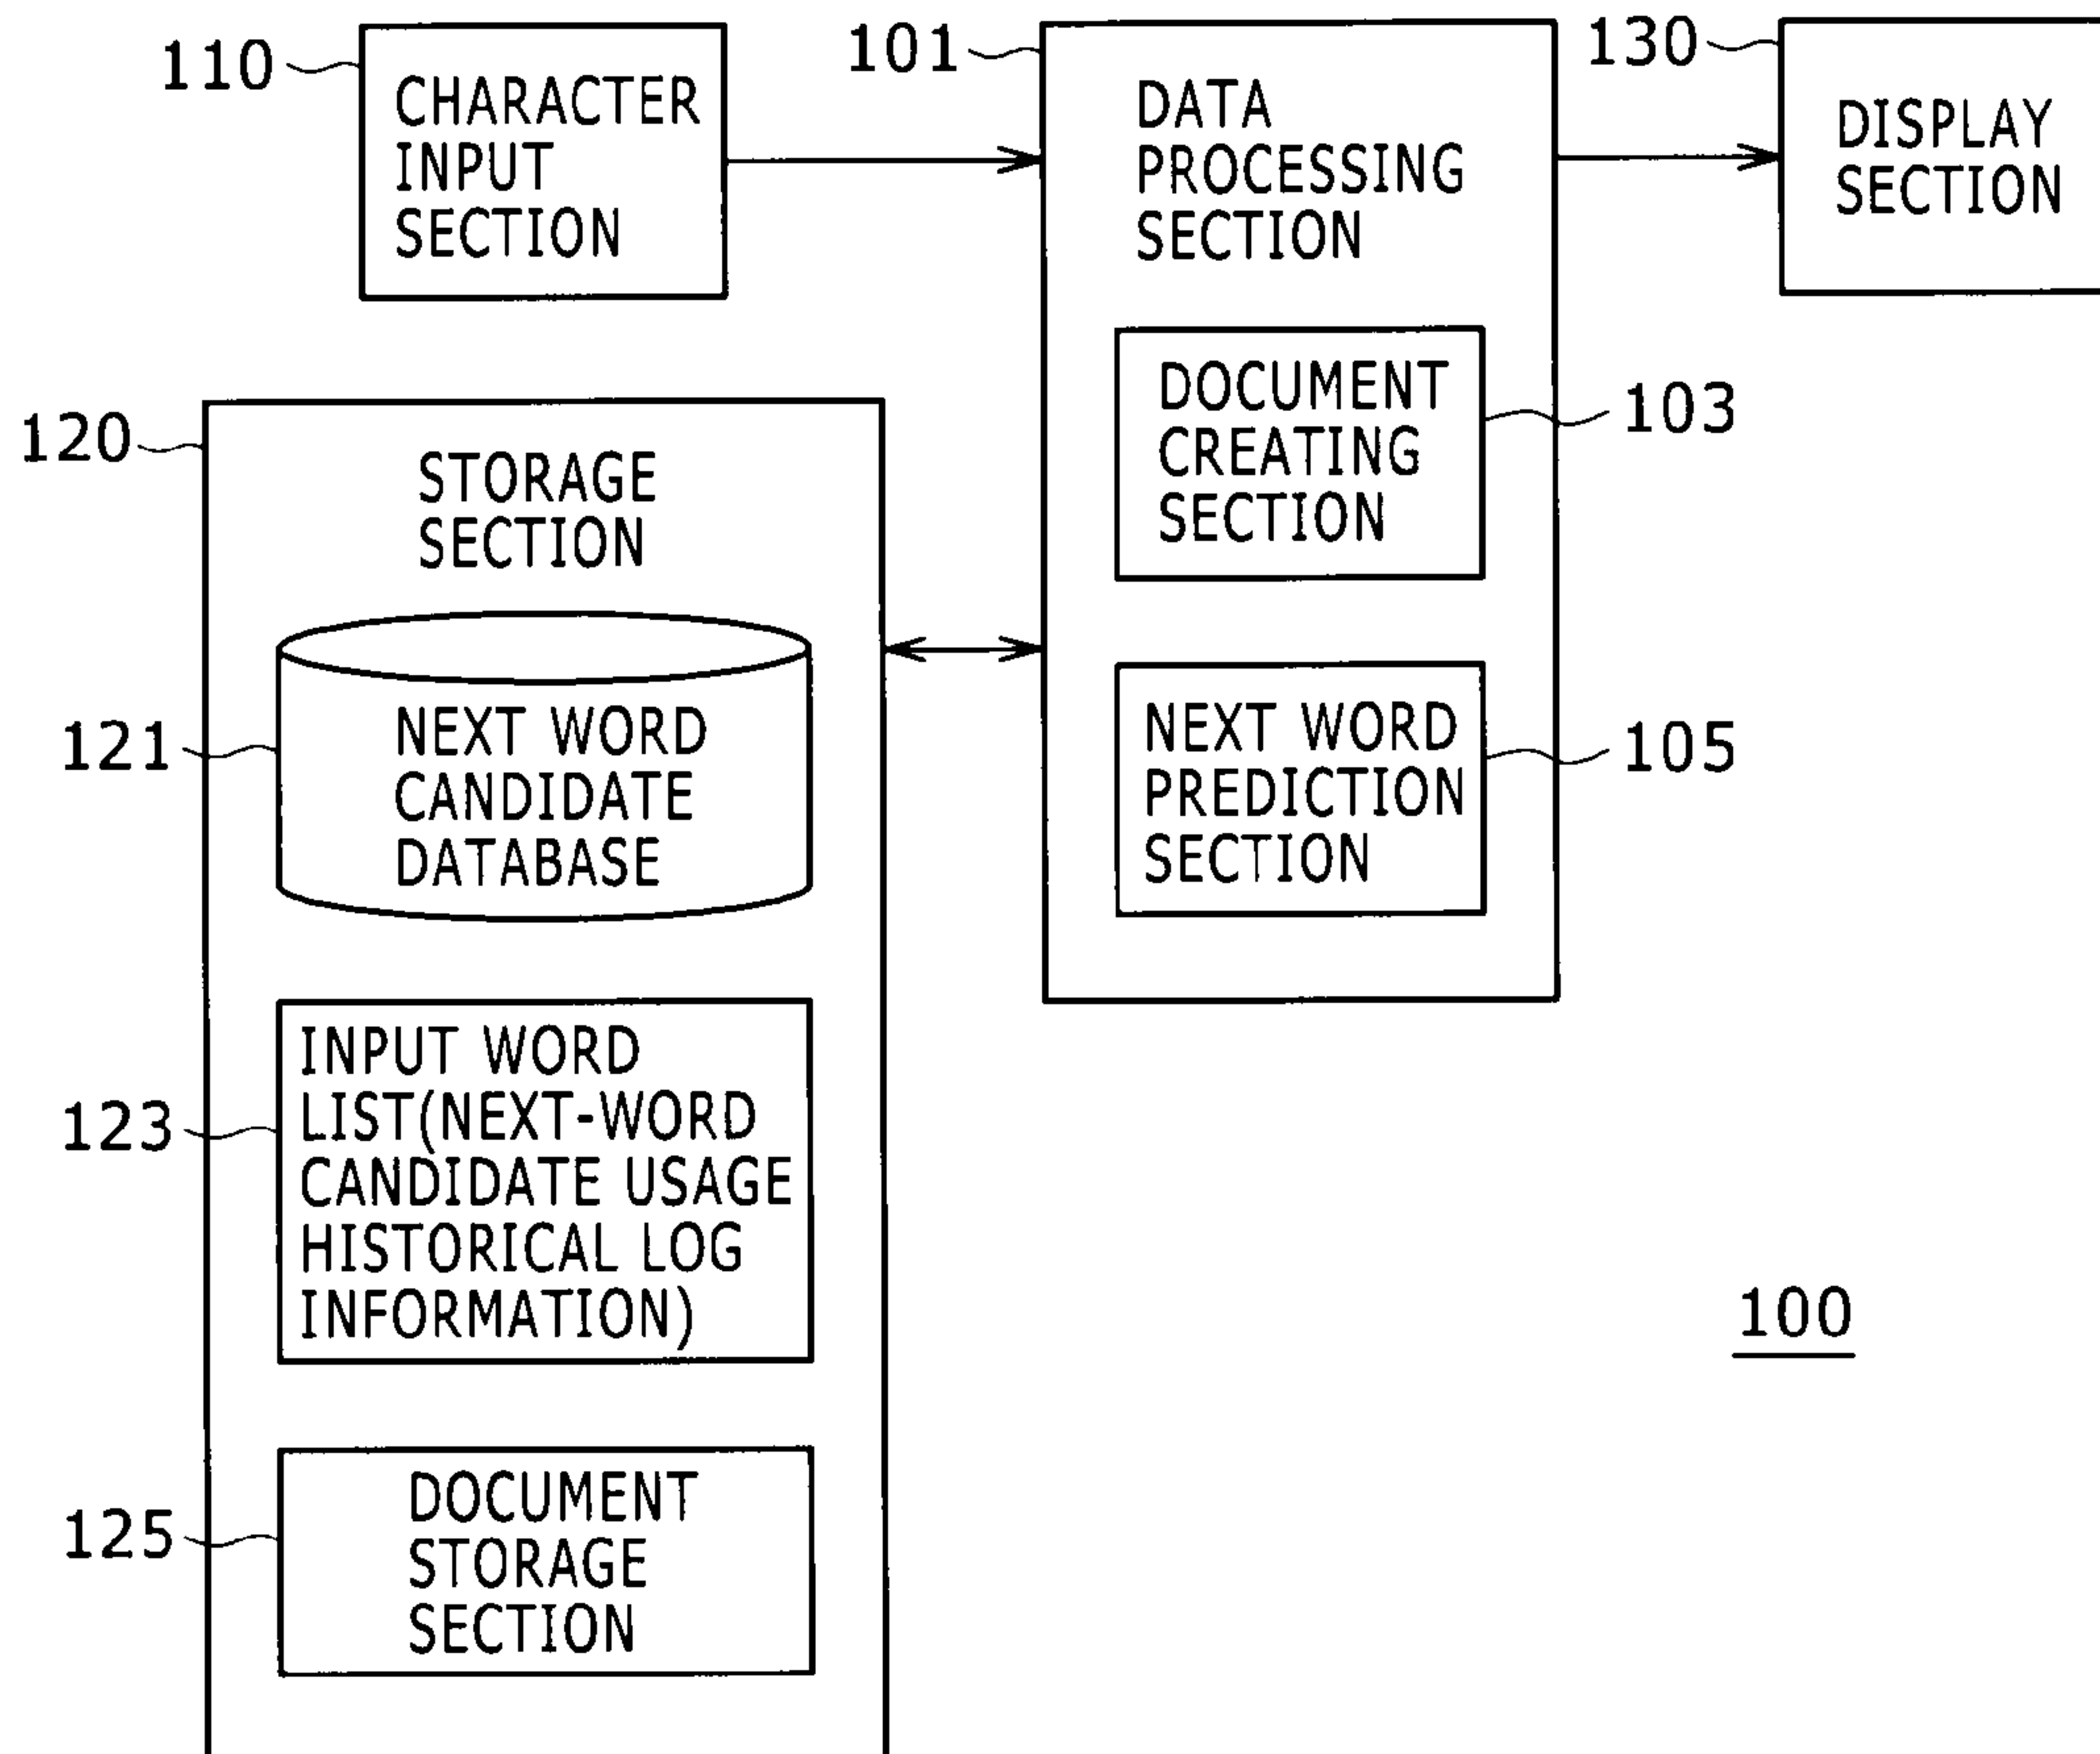 110
CHARACTER
INPUT
SECTION
101
DATA
PROCESSING
SECTION
130
DISPLAY
SECTION
DOCUMENT
CREATING
SECTION
103
120
STORAGE
SECTION
121
NEXT WORD
CANDIDATE
DATABASE
NEXT WORD
PREDICTION
SECTION
105
123
INPUT WORD
LIST(NEXT-WORD
CANDIDATE USAGE
HISTORICAL LOG
INFORMATION)
100
125
DOCUMENT
STORAGE
SECTION